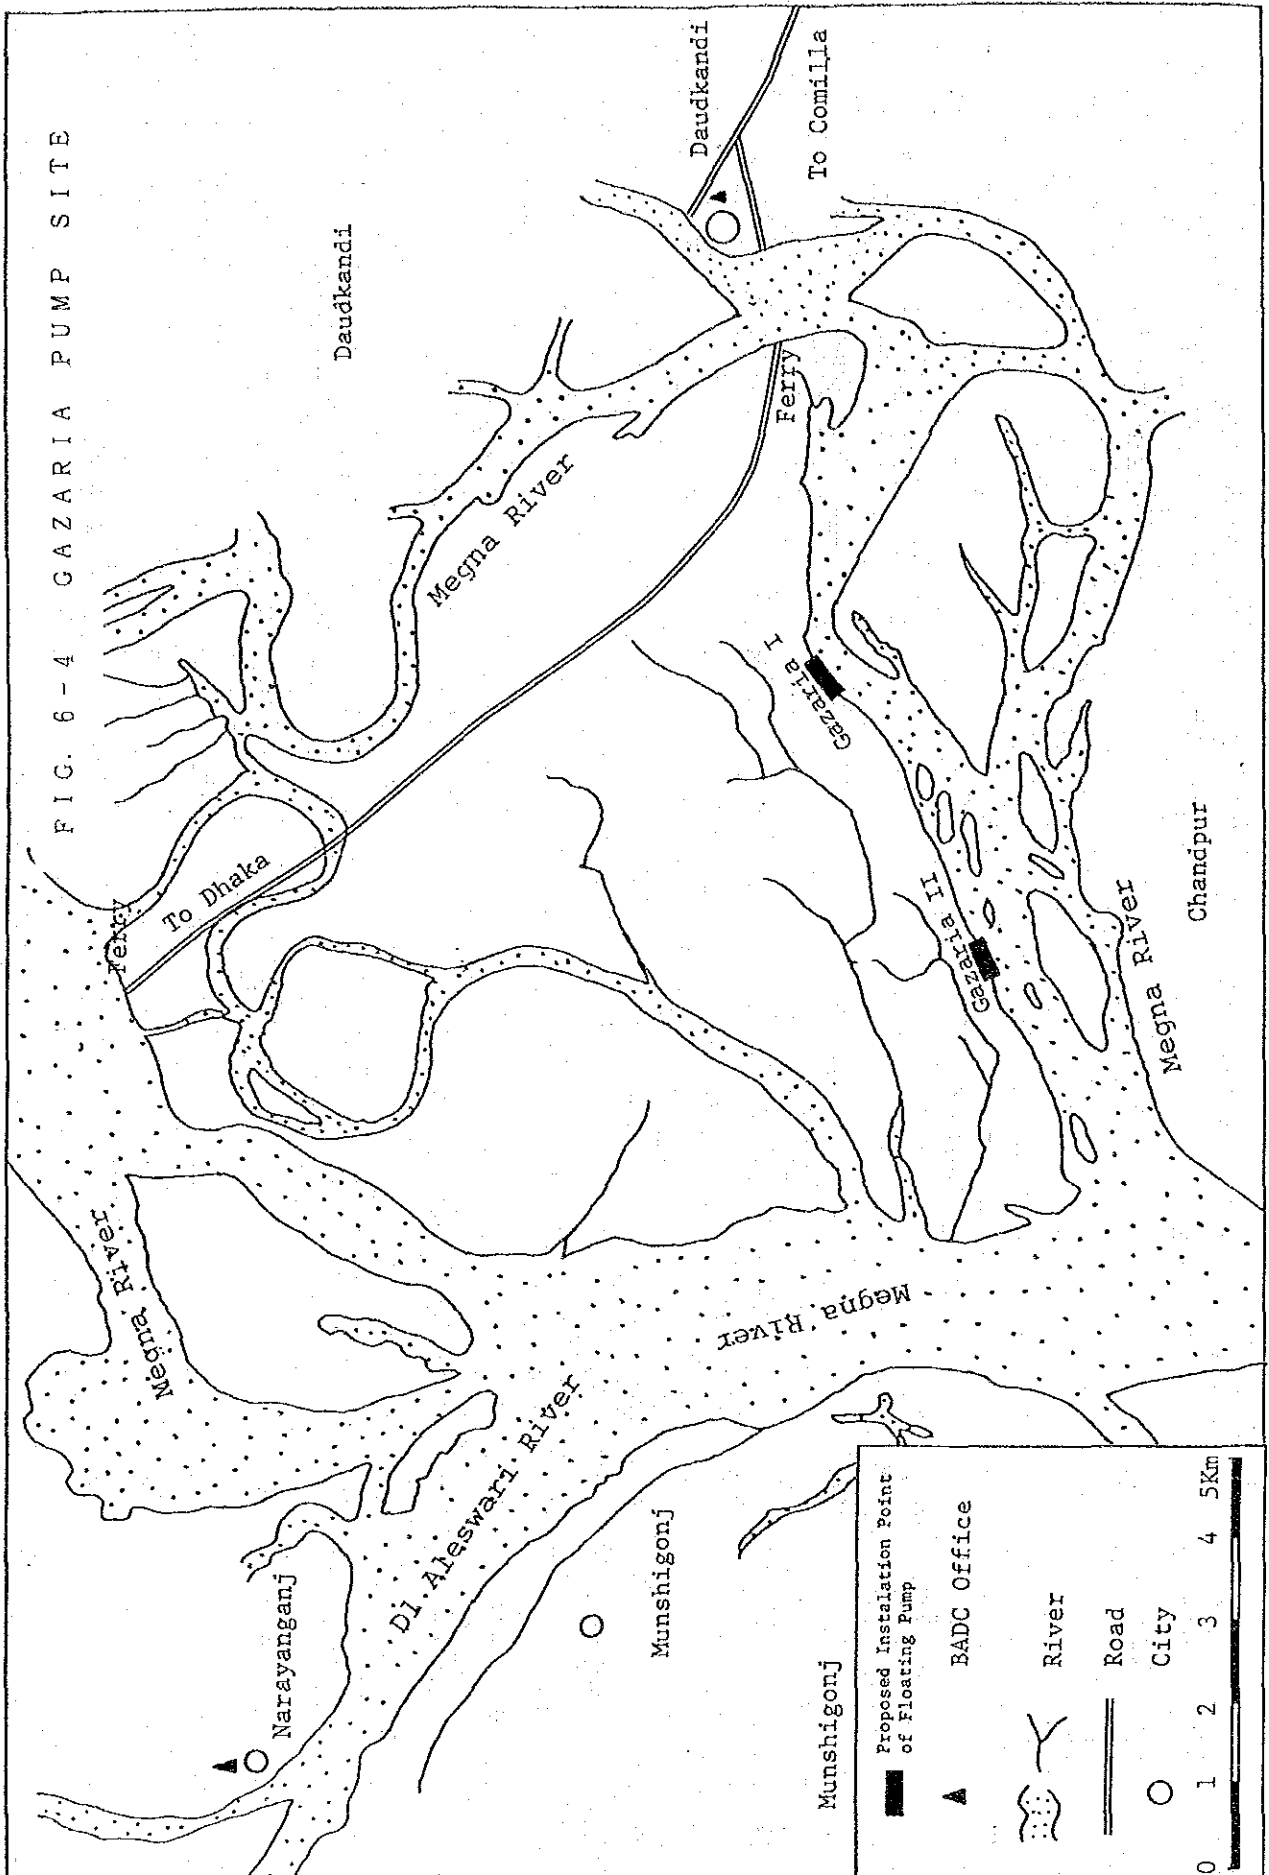 FIG. 6-4 GAZARIA PUMP SITE
Daudkandi
Daudkandi
To Comilla
Ferry
Megna River
Ferry
To Dhaka
Gazaria I
Gazaria II
Megna River
Chandpur
Megna River
Megna River
Dl Aleswari River
Narayanganj
Munshigonj
Munshigonj
Proposed Instalation Point
of Floating Pump
BADC Office
River
Road
City
0 1 2 3 4 5Km